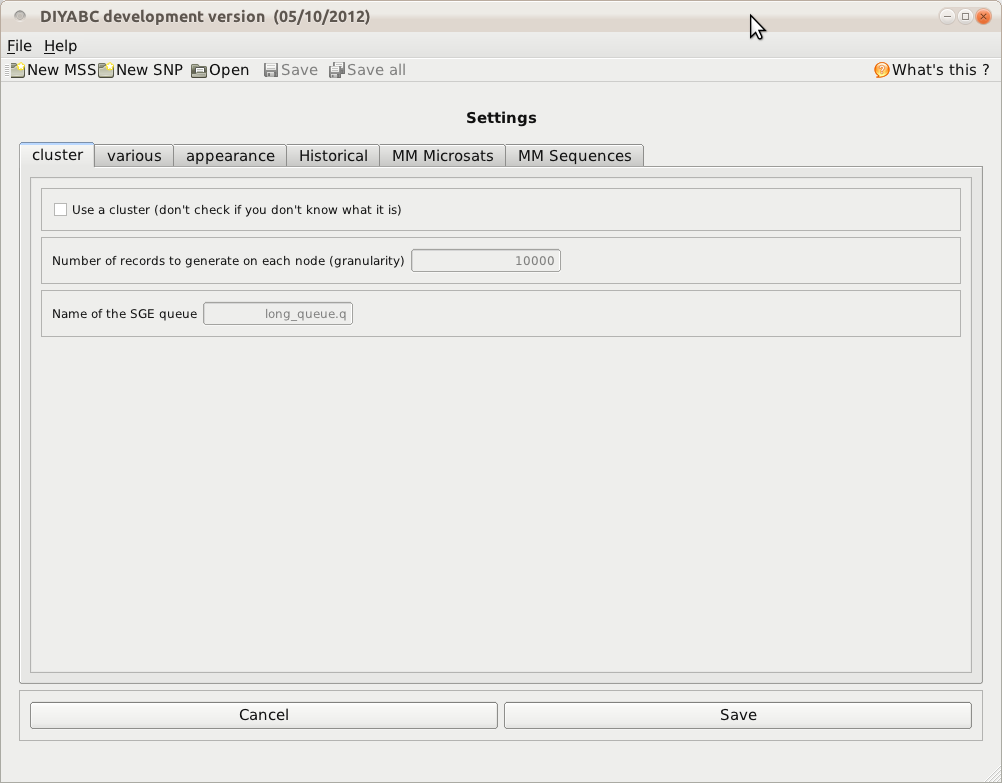 DIYABC development version (05/10/2012)
File Help
New MSS New SNP Open Save Save all What's this ?
Settings
cluster various appearance Historical MM Microsats MM Sequences
Use a cluster (don't check if you don't know what it is)
Number of records to generate on each node (granularity) 10000
Name of the SGE queue long_queue.q
Cancel Save